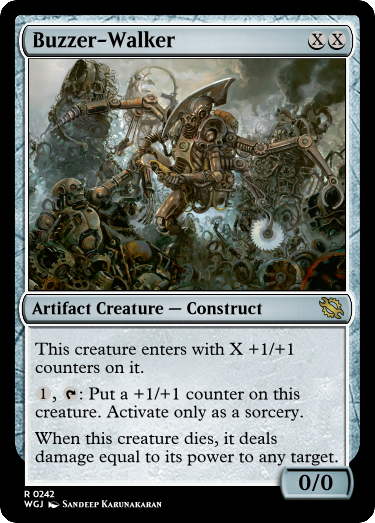 Buzzer-Walker X X
Artifact Creature — Construct
This creature enters with X +1/+1
counters on it.
1, T: Put a +1/+1 counter on this
creature. Activate only as a sorcery.
When this creature dies, it deals
damage equal to its power to any target.
0/0
R 0242
WGJ Sandeep Karunakaran